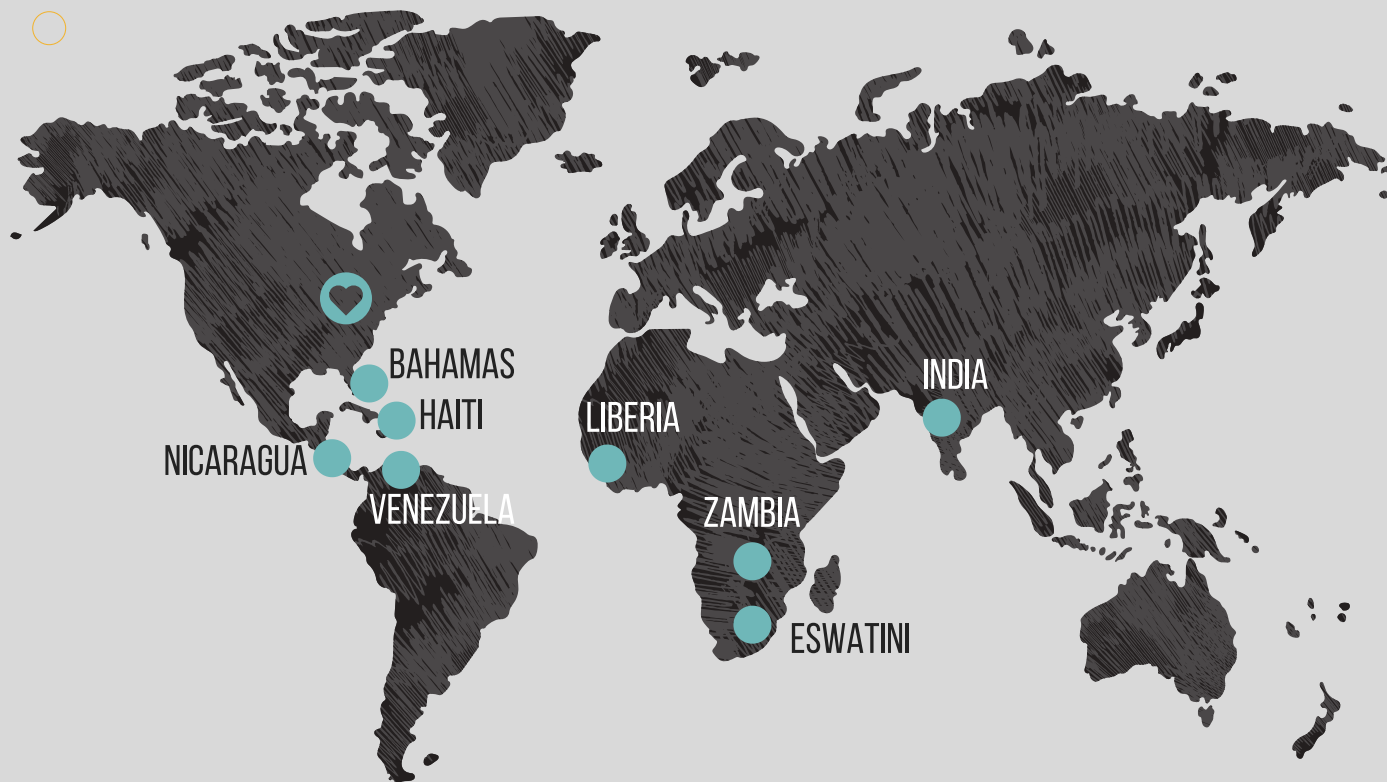 BAHAMAS
HAITI
NICARAGUA
VENEZUELA
LIBERIA
INDIA
ZAMBIA
ESWATINI